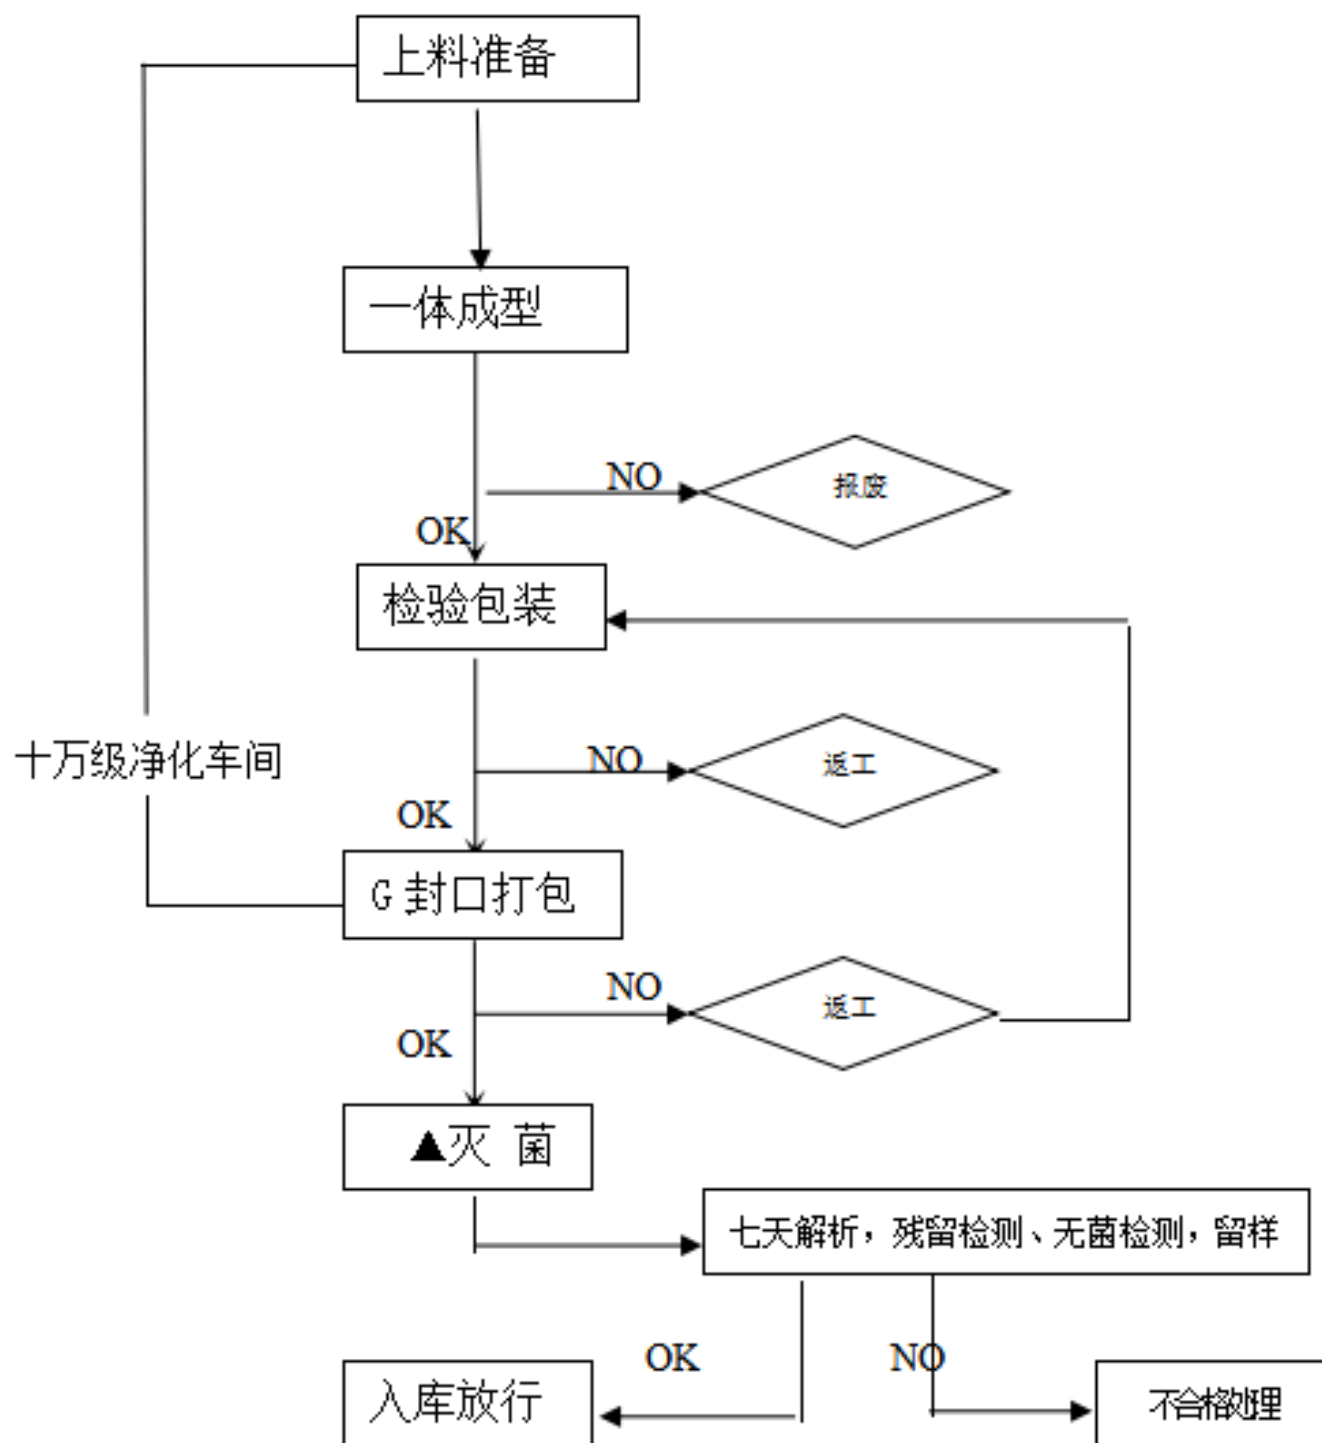 上料准备
一体成型
NO
报废
OK
检验包装
十万级净化车间
NO
返工
OK
G 封口打包
NO
返工
OK
▲灭 菌
七天解析，残留检测、无菌检测，留样
OK
NO
入库放行
不合格处理